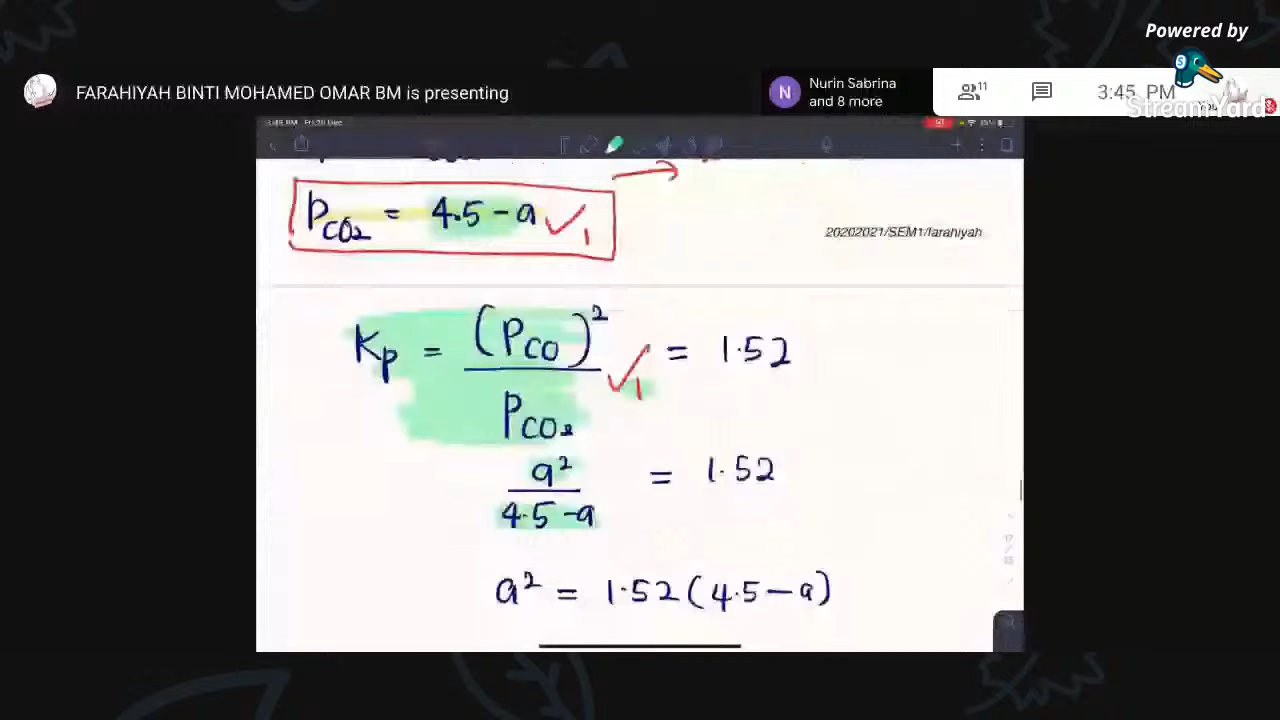 Powered by
S
FARAHIYAH BINTI MOHAMED OMAR BM is presenting
N
Nurin Sabrina
and 8 more
11
3:45 PM
StreamYard
P_CO2 = 4.5 - a ✓1
20202021/SEM1/farahiyah
Kp = (P_CO)² / P_CO2 ✓1 = 1.52
a² / 4.5 - a = 1.52
a² = 1.52 (4.5 - a)